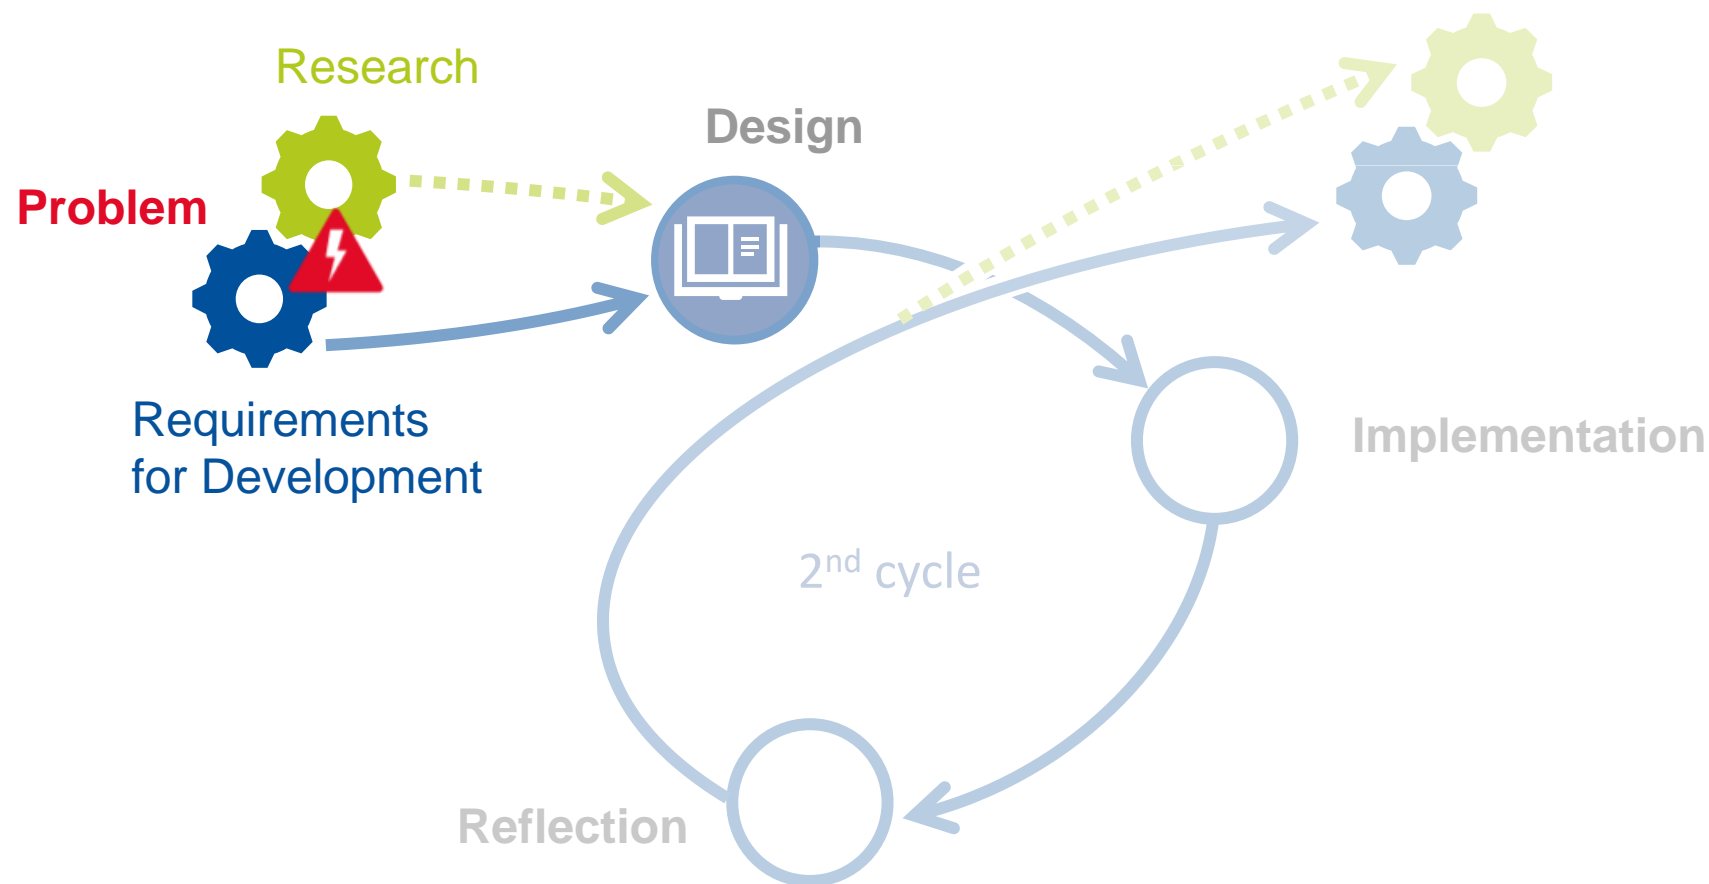 Research
Design
Problem
Requirements
for Development
Implementation
2nd cycle
Reflection